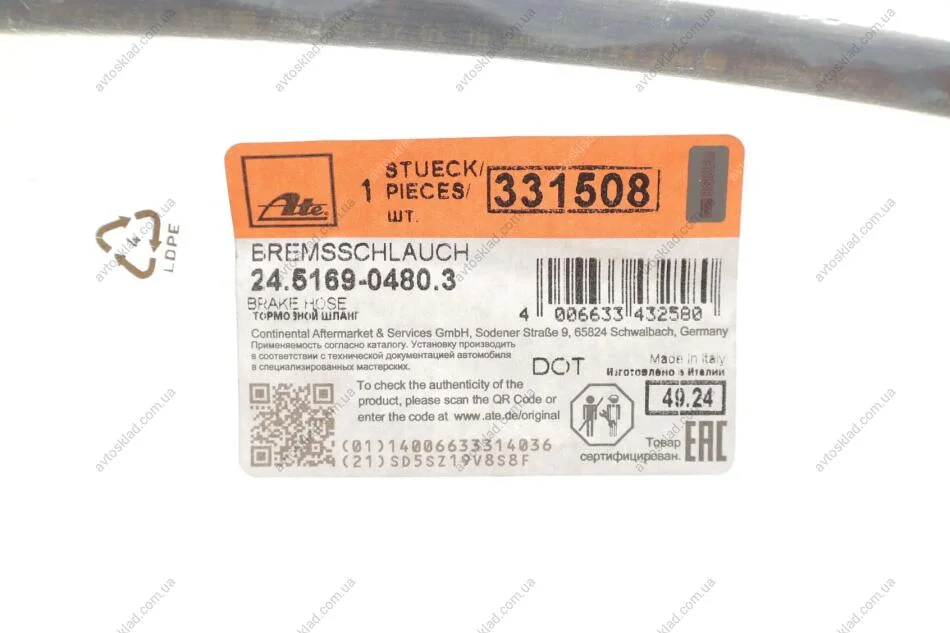 Ate
1 STUECK/
PIECES/
ШТ.
331508
LDPE
BREMSSCHLAUCH
24.5169-0480.3
BRAKE HOSE
ТОРМОЗНОЙ ШЛАНГ
4 006633 432580
Continental Aftermarket & Services GmbH, Sodener Straße 9, 65824 Schwalbach, Germany
Применяемость согласно каталогу. Установку производить
в соответствии с технической документацией автомобиля
в специализированных мастерских.
DOT
Made in Italy
Изготовлено в Италии
49.24
To check the authenticity of the
product, please scan the QR Code or
enter the code at www.ate.de/original
(01)14006633314036
(21)SD5SZ19V8S8F
Товар
сертифицирован.
EAC
avtosklad.com.ua